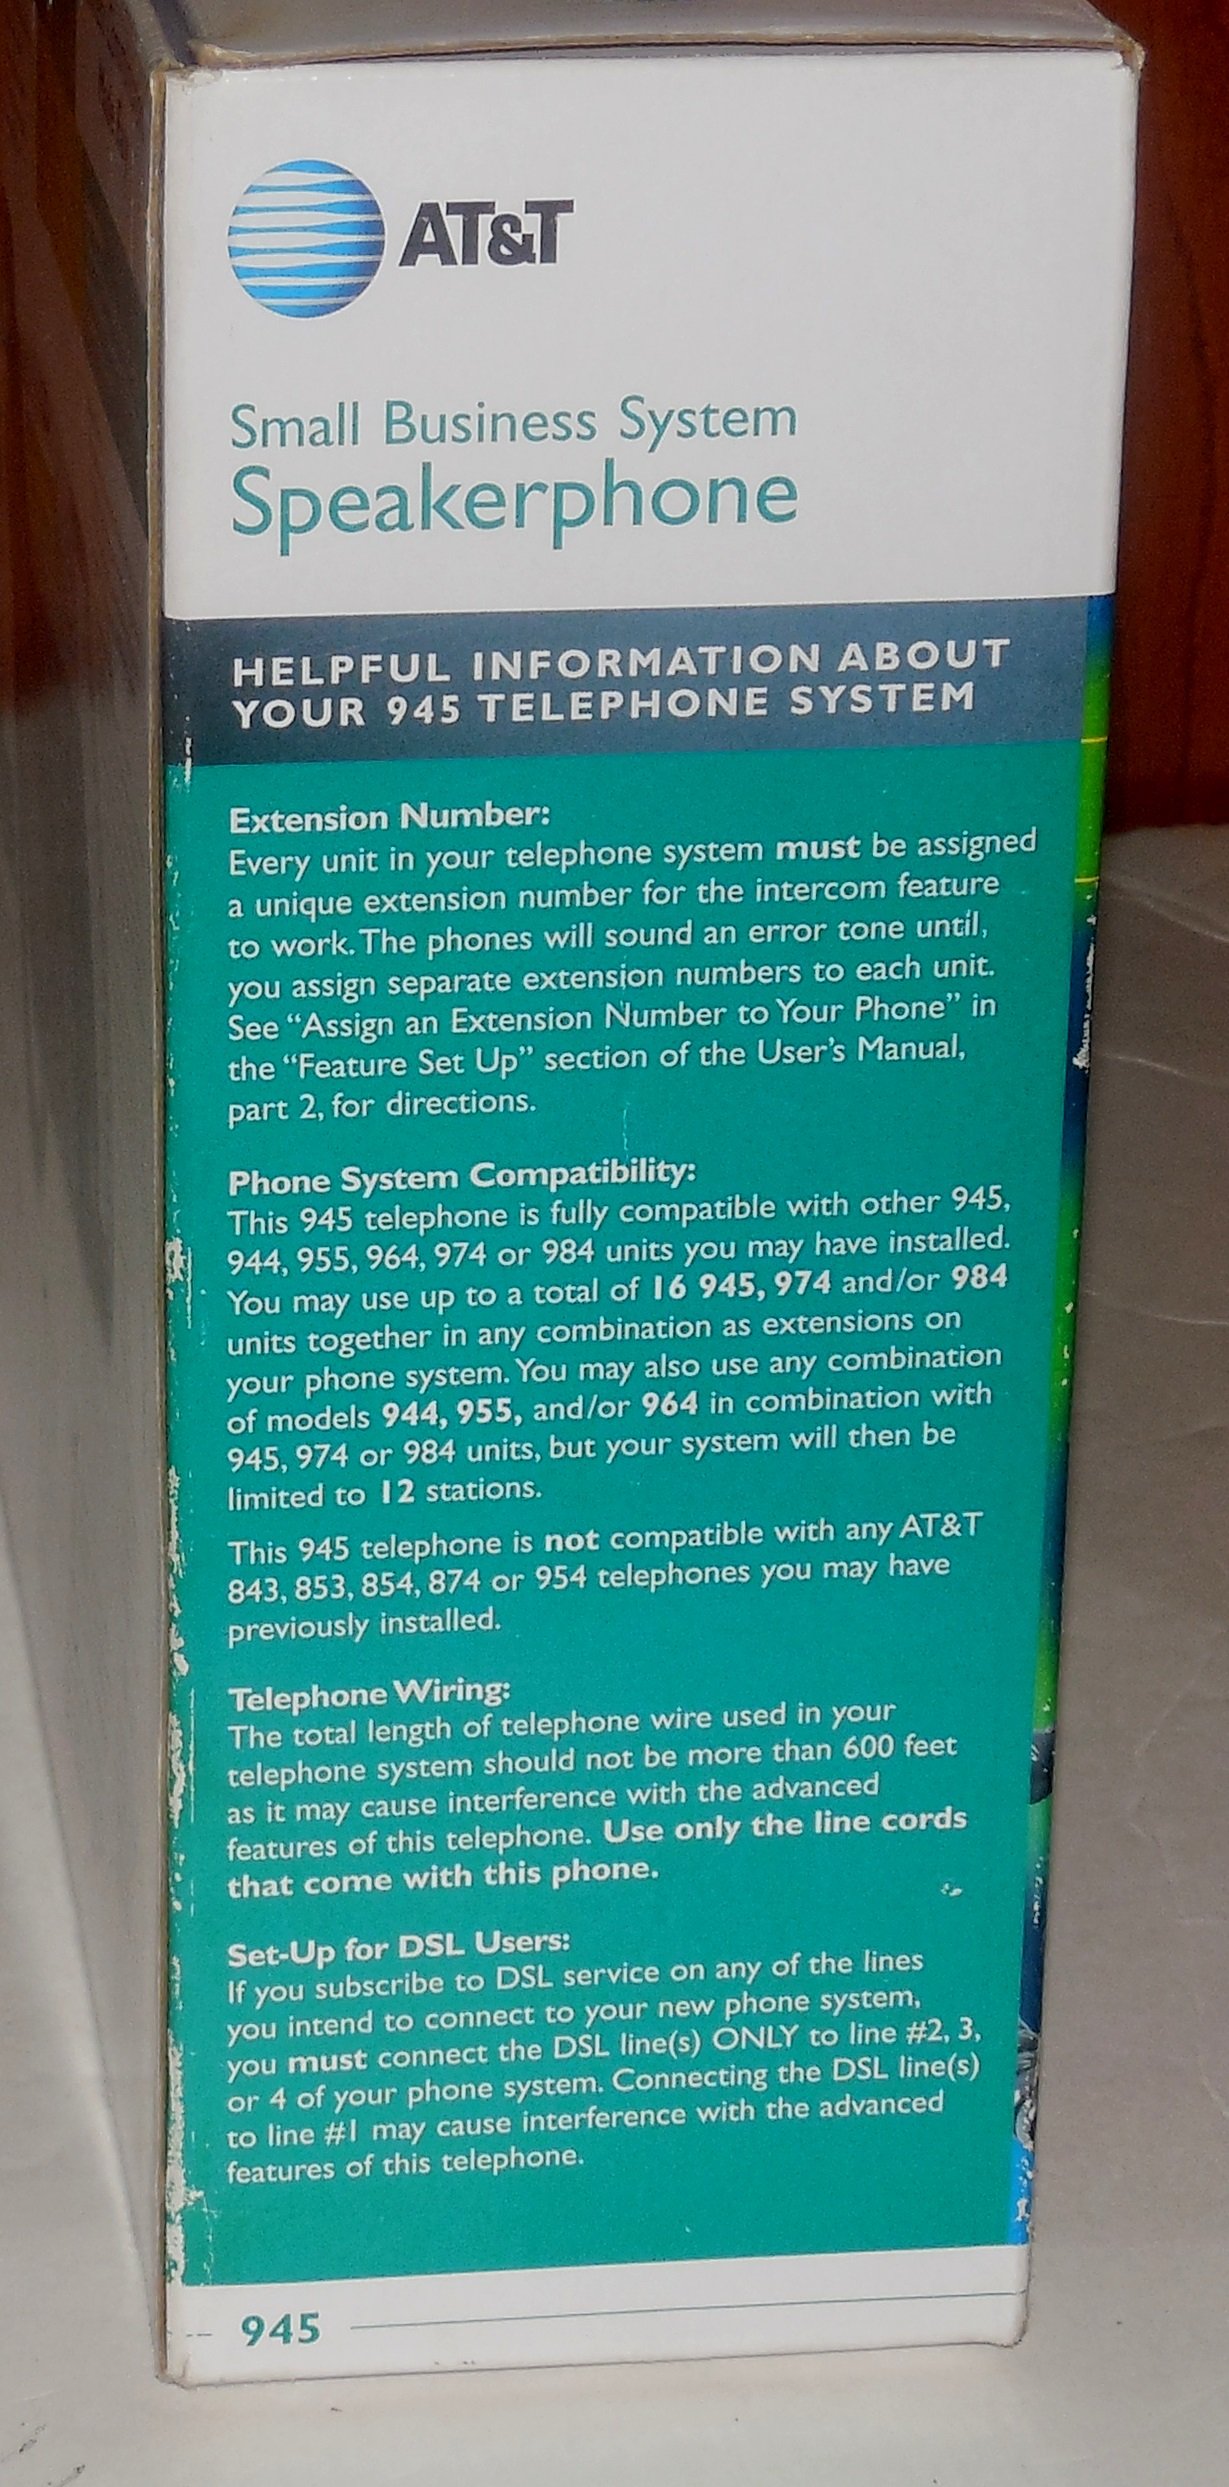 AT&T
Small Business System
Speakerphone
HELPFUL INFORMATION ABOUT
YOUR 945 TELEPHONE SYSTEM
Extension Number:
Every unit in your telephone system must be assigned
a unique extension number for the intercom feature
to work. The phones will sound an error tone until,
you assign separate extension numbers to each unit.
See “Assign an Extension Number to Your Phone” in
the “Feature Set Up” section of the User's Manual,
part 2, for directions.
Phone System Compatibility:
This 945 telephone is fully compatible with other 945,
944, 955, 964, 974 or 984 units you may have installed.
You may use up to a total of 16 945, 974 and/or 984
units together in any combination as extensions on
your phone system. You may also use any combination
of models 944, 955, and/or 964 in combination with
945, 974 or 984 units, but your system will then be
limited to 12 stations.
This 945 telephone is not compatible with any AT&T
843, 853, 854, 874 or 954 telephones you may have
previously installed.
Telephone Wiring:
The total length of telephone wire used in your
telephone system should not be more than 600 feet
as it may cause interference with the advanced
features of this telephone. Use only the line cords
that come with this phone.
Set-Up for DSL Users:
If you subscribe to DSL service on any of the lines
you intend to connect to your new phone system,
you must connect the DSL line(s) ONLY to line #2, 3,
or 4 of your phone system. Connecting the DSL line(s)
to line #1 may cause interference with the advanced
features of this telephone.
945